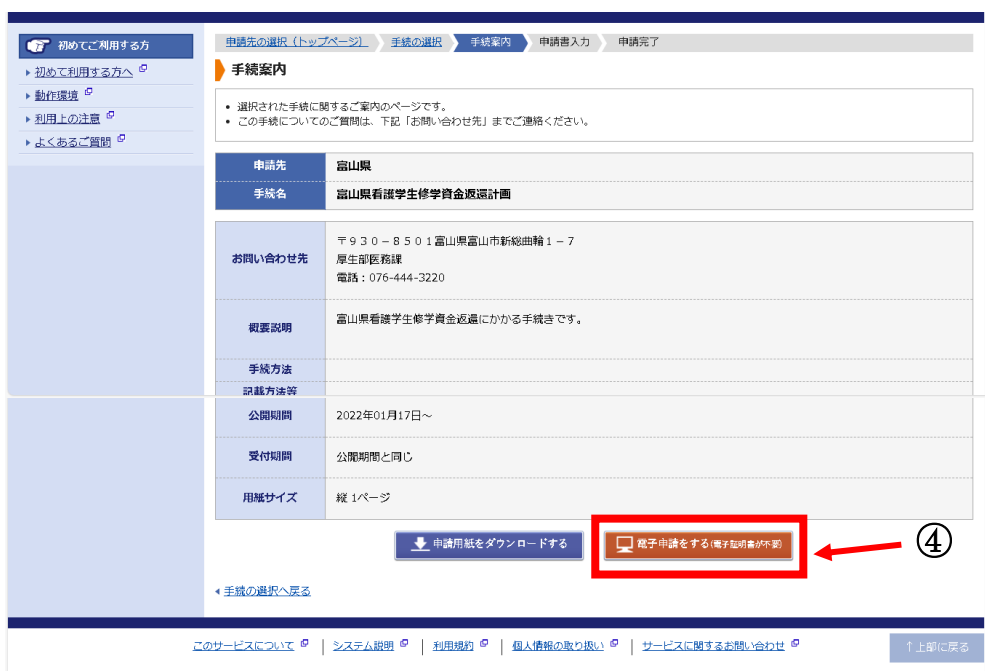 初めてご利用する方
初めて利用する方へ
動作環境
利用上の注意
よくあるご質問
申請先の選択（トップページ） 手続の選択 手続案内 申請書入力 申請完了
手続案内
• 選択された手続に関するご案内のページです。
• この手続についてのご質問は、下記「お問い合わせ先」までご連絡ください。
申請先 富山県
手続名 富山県看護学生修学資金返還計画
お問い合わせ先 〒９３０－８５０１富山県富山市新総曲輪１－７
厚生部医務課
電話：076-444-3220
概要説明 富山県看護学生修学資金返還にかかる手続きです。
手続方法
記載方法等
公開期間 2022年01月17日～
受付期間 公開期間と同じ
用紙サイズ 縦 1ページ
申請用紙をダウンロードする 電子申請をする(電子証明書が不要) ④
手続の選択へ戻る
このサービスについて | システム説明 | 利用規約 | 個人情報の取り扱い | サービスに関するお問い合わせ ↑上部に戻る